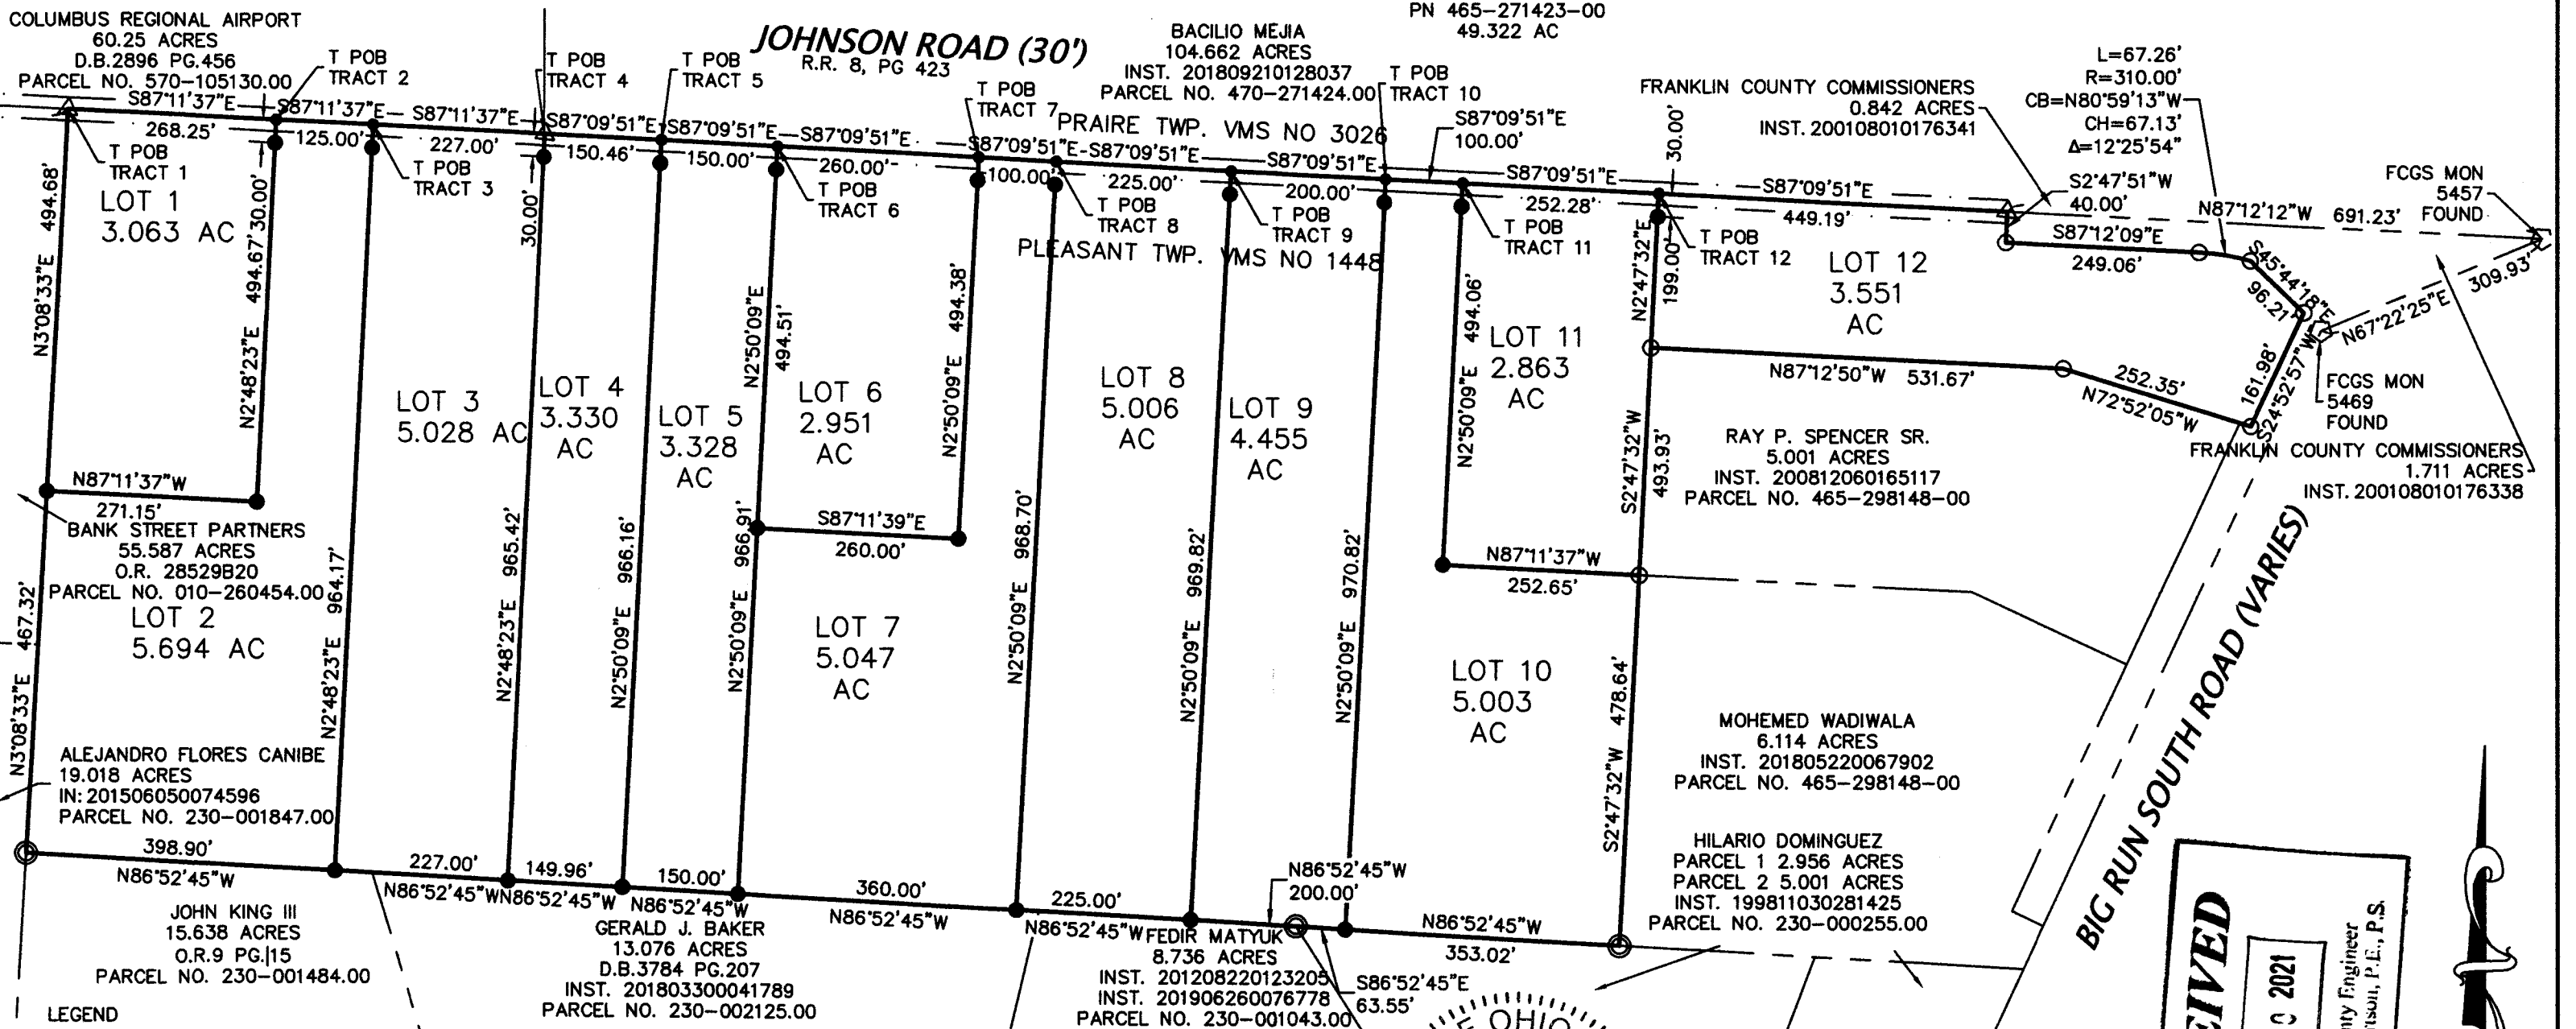 COLUMBUS REGIONAL AIRPORT
60.25 ACRES
D.B.2896 PG.456
PARCEL NO. 570-105130.00
T POB
TRACT 2
T POB
TRACT 4
JOHNSON ROAD (30')
R.R. 8, PG 423
T POB
TRACT 5
T POB
TRACT 7
BACILIO MEJIA
104.662 ACRES
INST. 201809210128037
PARCEL NO. 470-271424.00
T POB
TRACT 10
PN 465-271423-00
49.322 AC
FRANKLIN COUNTY COMMISSIONERS
0.842 ACRES
INST. 200108010176341
L=67.26'
R=310.00'
CB=N80°59'13"W
CH=67.13'
Δ=12°25'54"
FCGS MON
5457
FOUND
S87°11'37"E
268.25'
S87°11'37"E
125.00'
S87°11'37"E
227.00'
S87°09'51"E
150.46'
S87°09'51"E
150.00'
S87°09'51"E
260.00'
S87°09'51"E
100.00'
S87°09'51"E
225.00'
S87°09'51"E
200.00'
S87°09'51"E
100.00'
S87°09'51"E
252.28'
30.00'
S87°09'51"E
449.19'
S2°47'51"W
40.00'
N87°12'12"W 691.23'
S87°12'09"E
249.06'
S45°44'18"E
96.21'
N67°22'25"E 309.93'
PRAIRE TWP. VMS NO 3026
PLEASANT TWP. VMS NO 1448
T POB
TRACT 1
T POB
TRACT 3
T POB
TRACT 6
T POB
TRACT 8
T POB
TRACT 9
T POB
TRACT 11
T POB
TRACT 12
LOT 1
3.063 AC
N3°08'33"E 494.68'
N2°48'23"E 494.67'
30.00'
30.00'
LOT 3
5.028 AC
LOT 4
3.330
AC
LOT 5
3.328
AC
N2°50'09"E
494.51'
LOT 6
2.951
AC
N2°50'09"E 494.38'
LOT 8
5.006
AC
LOT 9
4.455
AC
N2°50'09"E 494.06'
LOT 11
2.863
AC
N2°47'32"E
199.00'
LOT 12
3.551
AC
N87°12'50"W 531.67'
252.35'
N72°52'05"W
161.98'
S24°52'57"W
FCGS MON
5469
FOUND
FRANKLIN COUNTY COMMISSIONERS
1.711 ACRES
INST. 200108010176338
RAY P. SPENCER SR.
5.001 ACRES
INST. 200812060165117
PARCEL NO. 465-298148-00
S2°47'32"W
493.93'
N87°11'37"W
271.15'
BANK STREET PARTNERS
55.587 ACRES
O.R. 28529B20
PARCEL NO. 010-260454.00
S87°11'39"E
260.00'
N87°11'37"W
252.65'
LOT 2
5.694 AC
N3°08'33"E 467.32'
N2°48'23"E 964.17'
N2°48'23"E 965.42'
N2°50'09"E 966.16'
N2°50'09"E 966.91'
LOT 7
5.047
AC
N2°50'09"E 968.70'
N2°50'09"E 969.82'
N2°50'09"E 970.82'
LOT 10
5.003
AC
S2°47'32"W 478.64'
ALEJANDRO FLORES CANIBE
19.018 ACRES
IN: 201506050074596
PARCEL NO. 230-001847.00
MOHEMED WADIWALA
6.114 ACRES
INST. 201805220067902
PARCEL NO. 465-298148-00
HILARIO DOMINGUEZ
PARCEL 1 2.956 ACRES
PARCEL 2 5.001 ACRES
INST. 199811030281425
PARCEL NO. 230-000255.00
BIG RUN SOUTH ROAD (VARIES)
398.90'
N86°52'45"W
227.00'
N86°52'45"W
149.96'
N86°52'45"W
150.00'
N86°52'45"W
360.00'
N86°52'45"W
225.00'
N86°52'45"W
N86°52'45"W
200.00'
N86°52'45"W
353.02'
S86°52'45"E
63.55'
JOHN KING III
15.638 ACRES
O.R.9 PG.|15
PARCEL NO. 230-001484.00
GERALD J. BAKER
13.076 ACRES
D.B.3784 PG.207
INST. 201803300041789
PARCEL NO. 230-002125.00
FEDIR MATYUK
8.736 ACRES
INST. 201208220123205
INST. 201906260076778
PARCEL NO. 230-001043.00
LEGEND
OHIO
2021
Engineer
P.E., P.S.